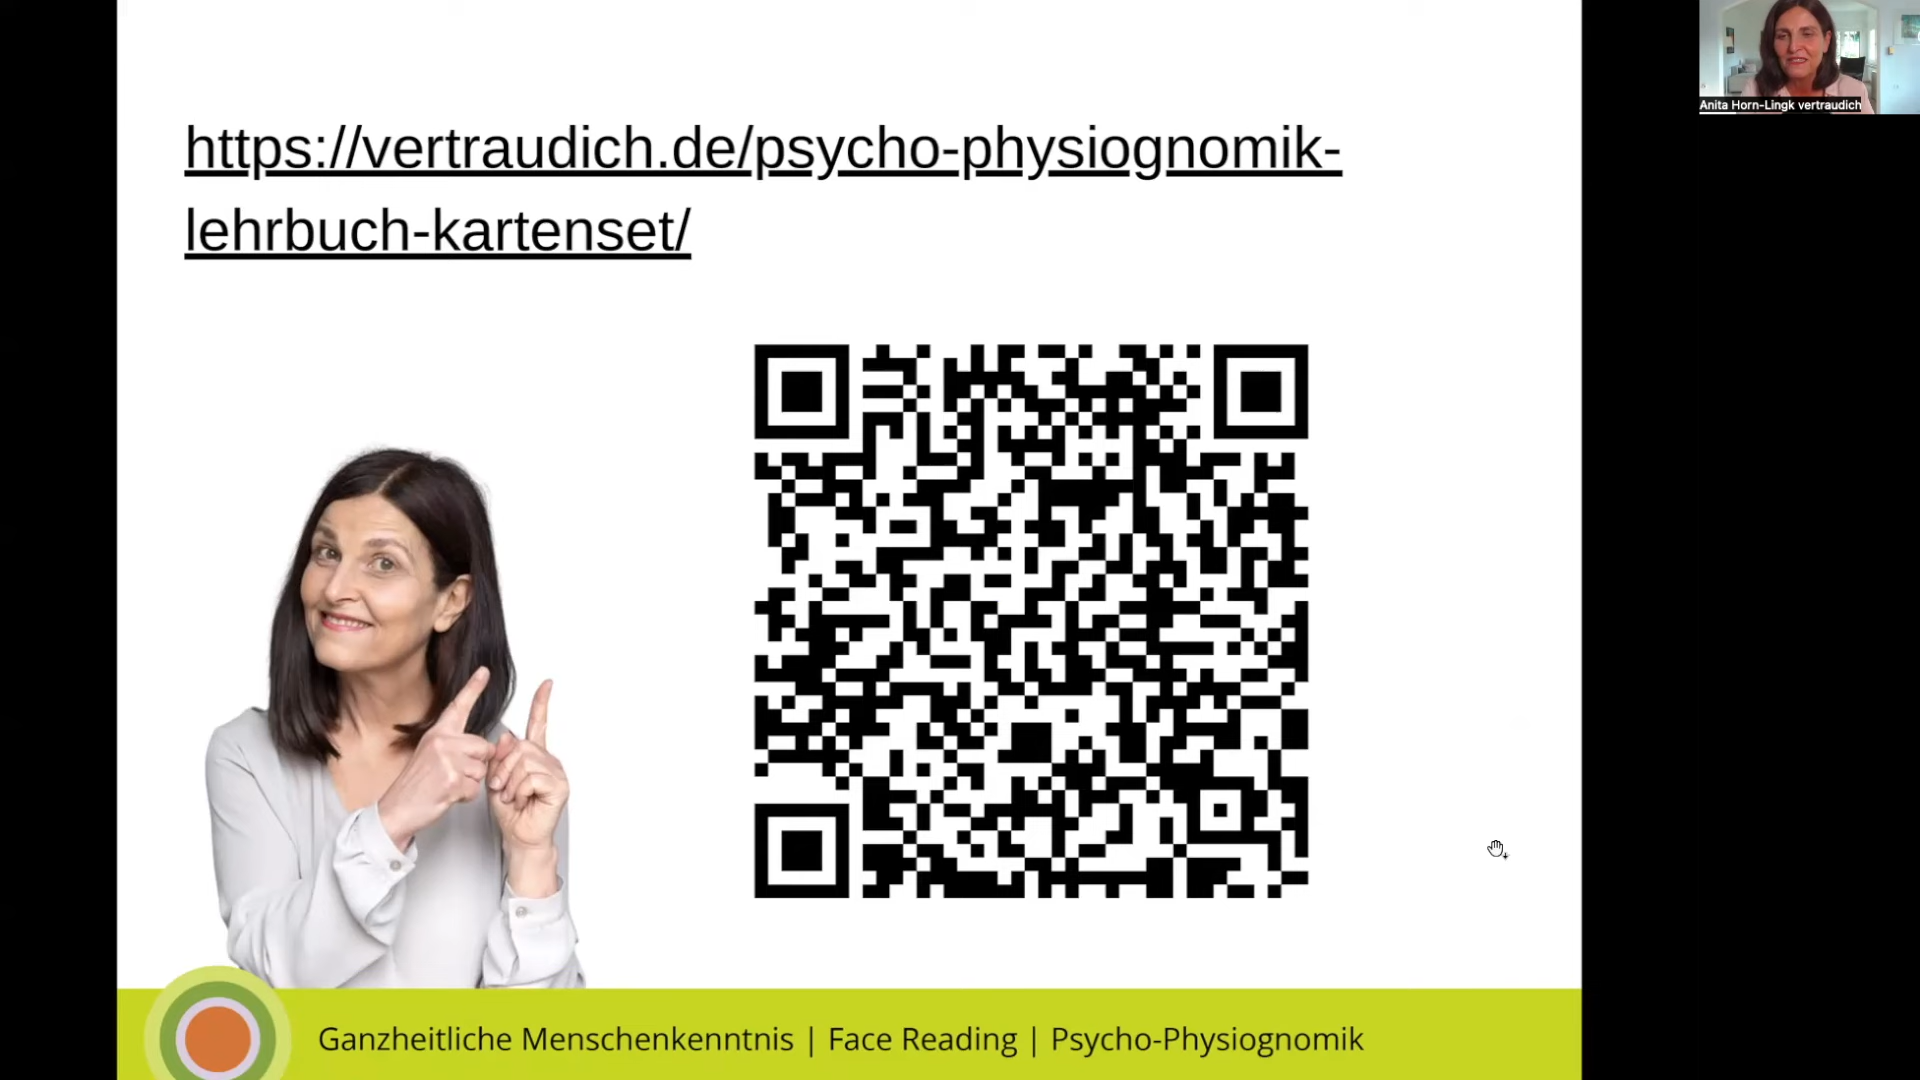 Anita Horn-Lingk vertraudich
https://vertraudich.de/psycho-physiognomik-
lehrbuch-kartenset/
Ganzheitliche Menschenkenntnis | Face Reading | Psycho-Physiognomik